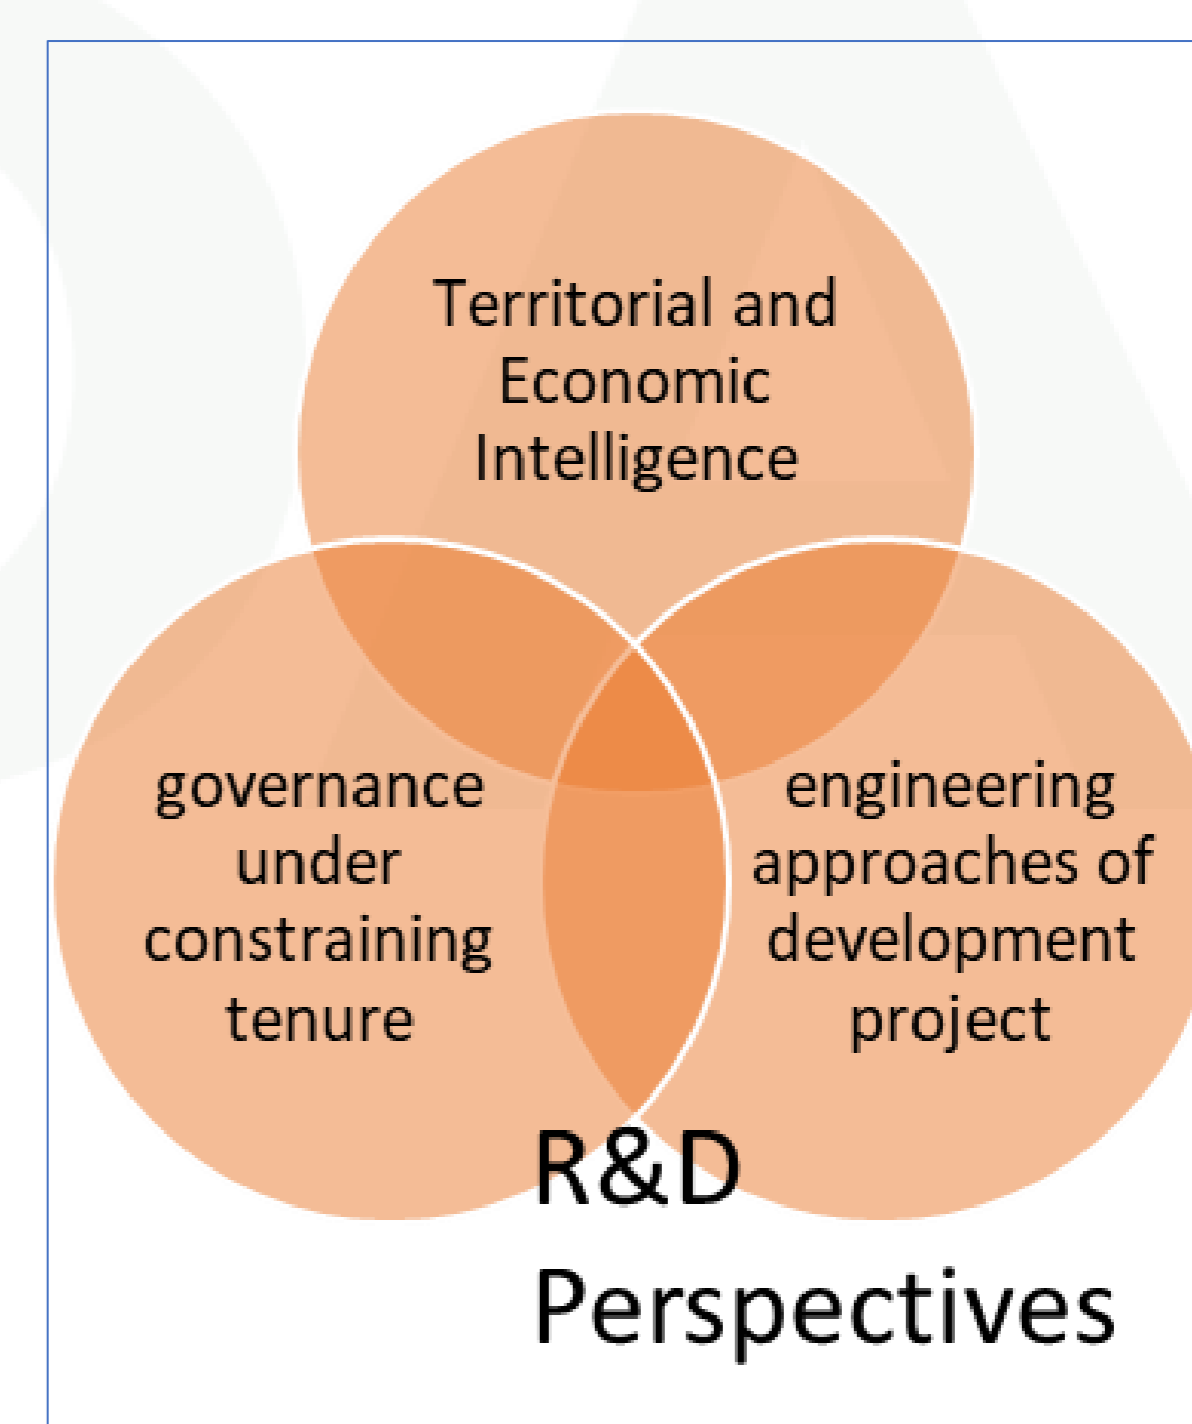 Territorial and
Economic
Intelligence
governance
under
constraining
tenure
engineering
approaches of
development
project
R&D
Perspectives